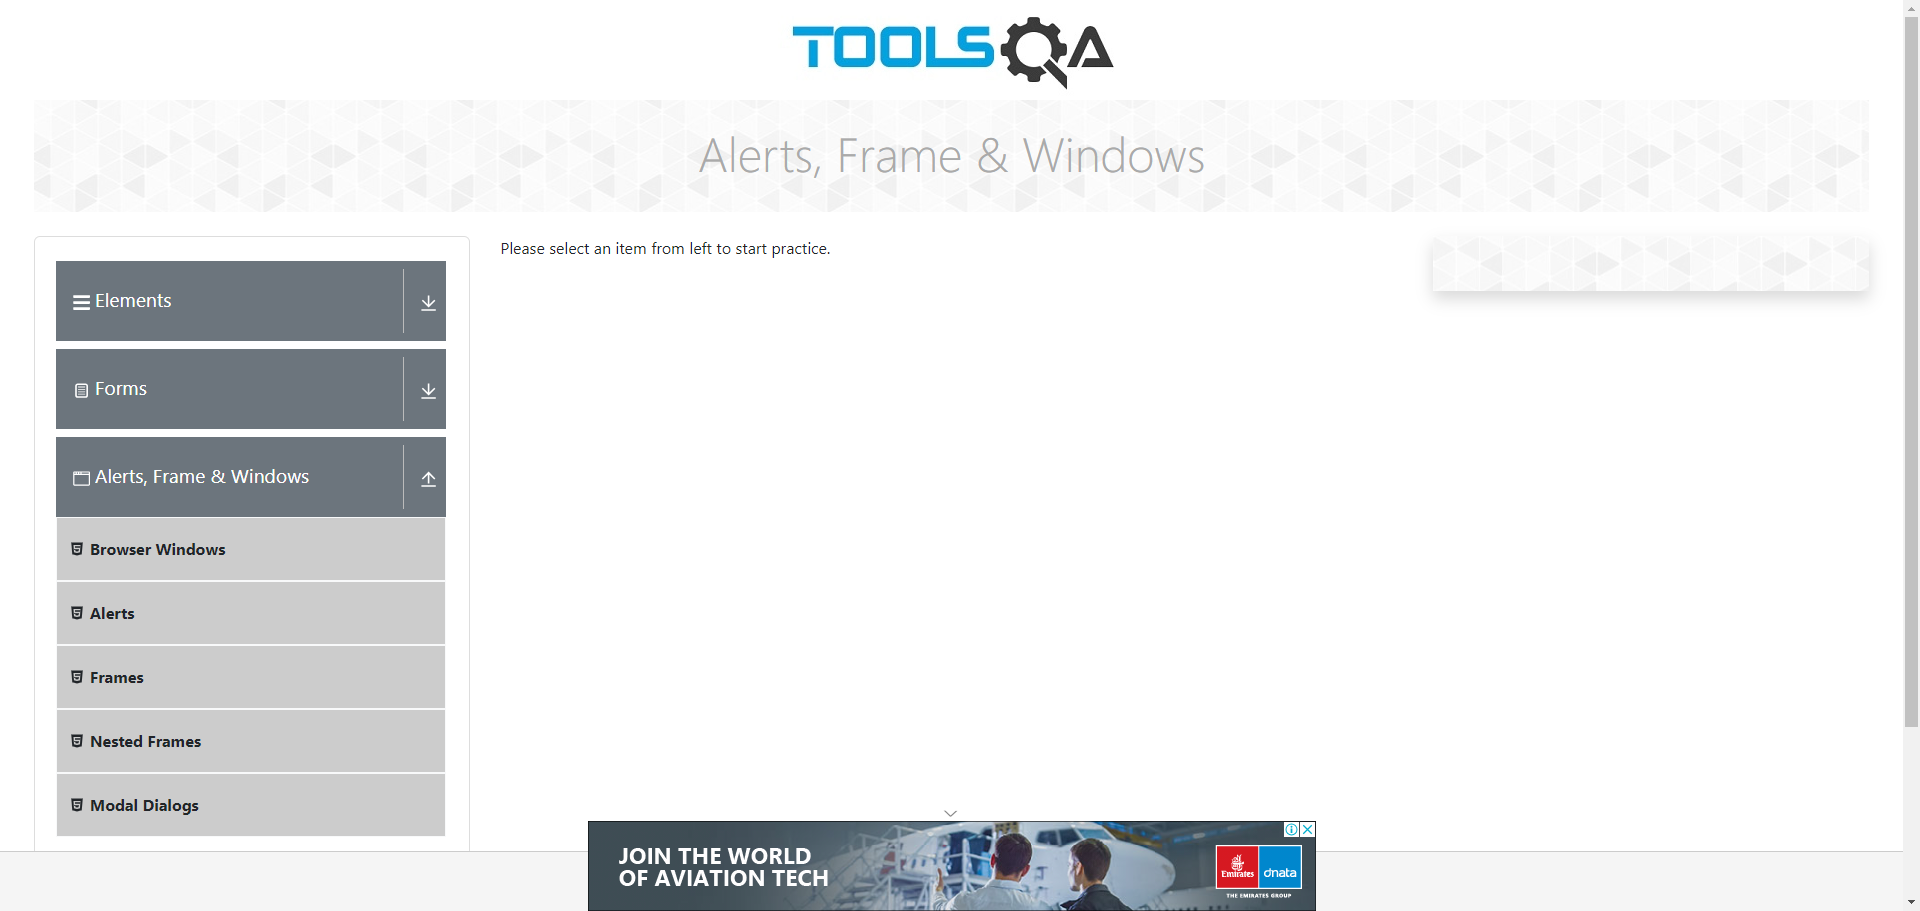 TOOLSQA
Alerts, Frame & Windows
Elements
Please select an item from left to start practice.
Forms
Alerts, Frame & Windows
Browser Windows
Alerts
Frames
Nested Frames
Modal Dialogs
JOIN THE WORLD
OF AVIATION TECH
Emirates
dnata
THE EMIRATES GROUP